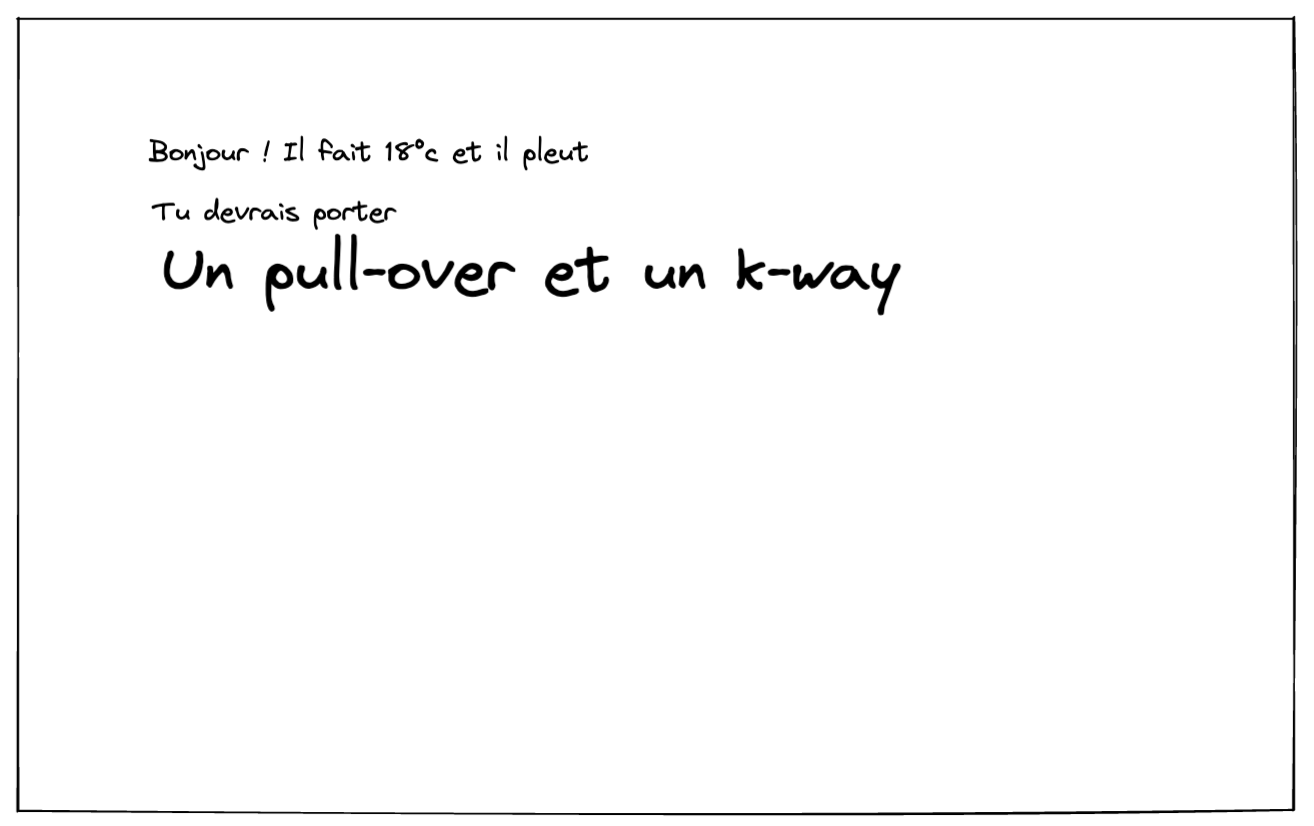 Bonjour ! Il fait 18°c et il pleut
Tu devrais porter
Un pull-over et un k-way